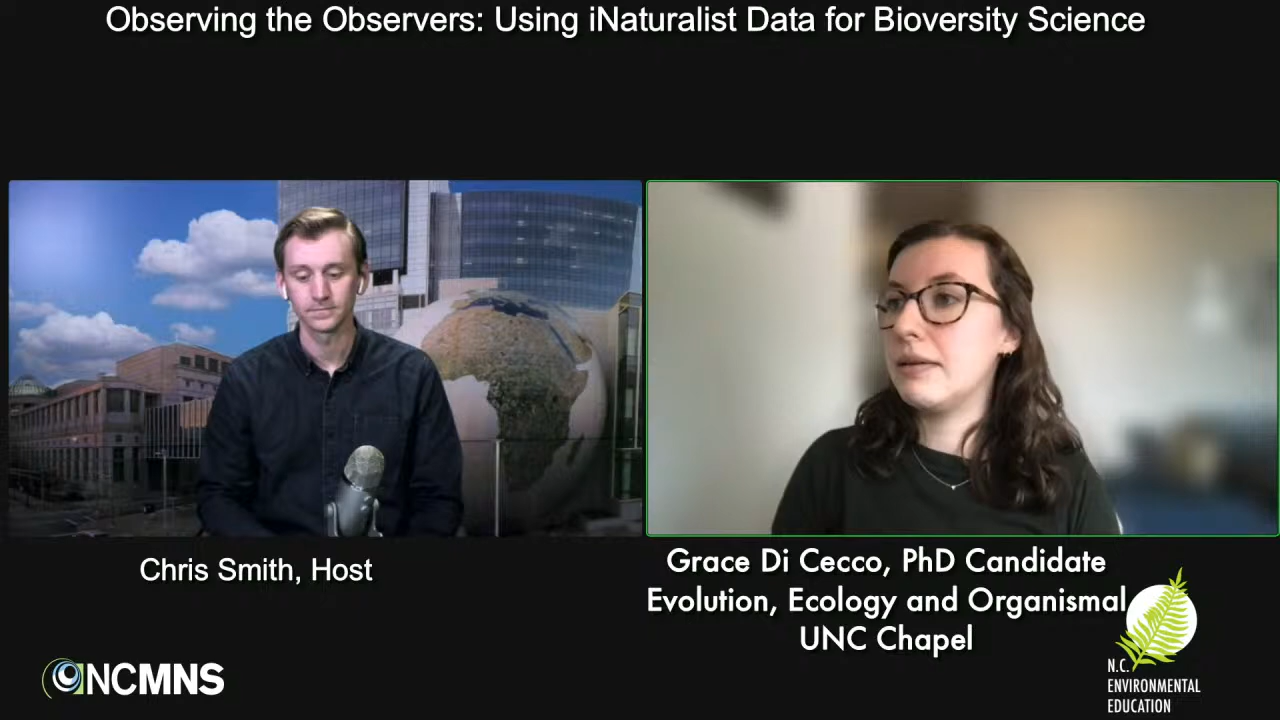 Observing the Observers: Using iNaturalist Data for Bioversity Science
Chris Smith, Host
Grace Di Cecco, PhD Candidate
Evolution, Ecology and Organismal
UNC Chapel
NCMNS
N.C.
ENVIRONMENTAL
EDUCATION